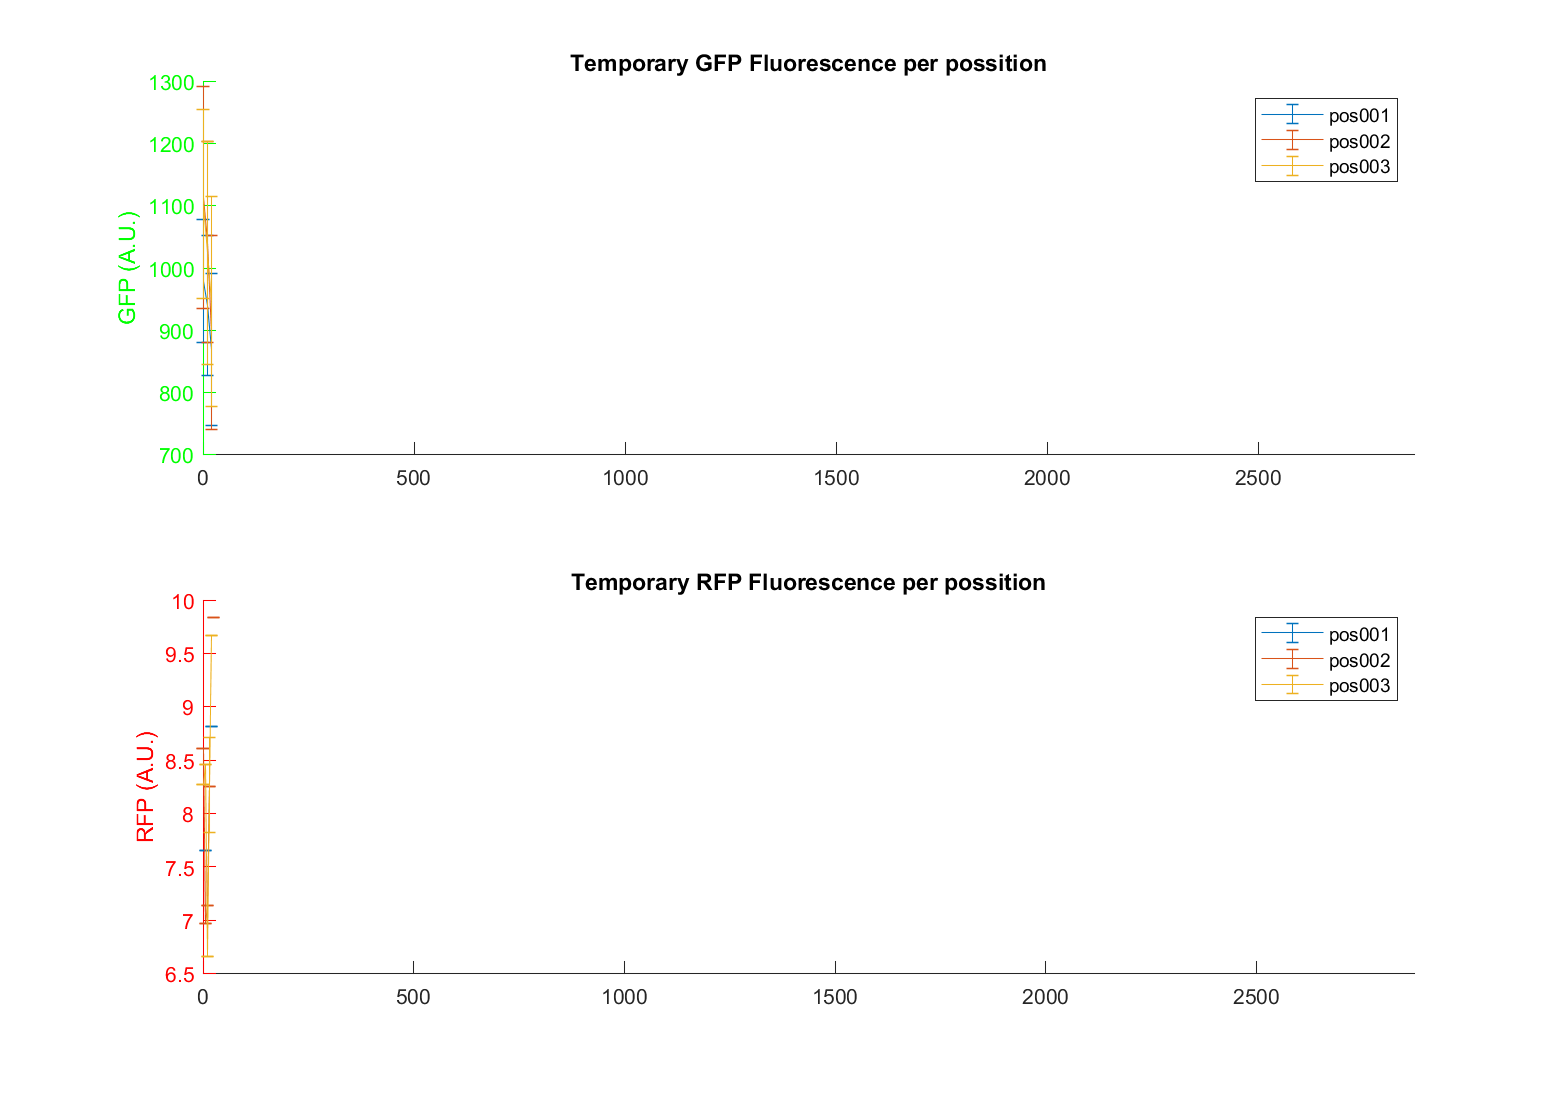 Temporary GFP Fluorescence per possition
1300
1200
1100
1000
900
800
700
GFP (A.U.)
pos001
pos002
pos003
0 500 1000 1500 2000 2500
Temporary RFP Fluorescence per possition
10
9.5
9
8.5
8
7.5
7
6.5
RFP (A.U.)
pos001
pos002
pos003
0 500 1000 1500 2000 2500